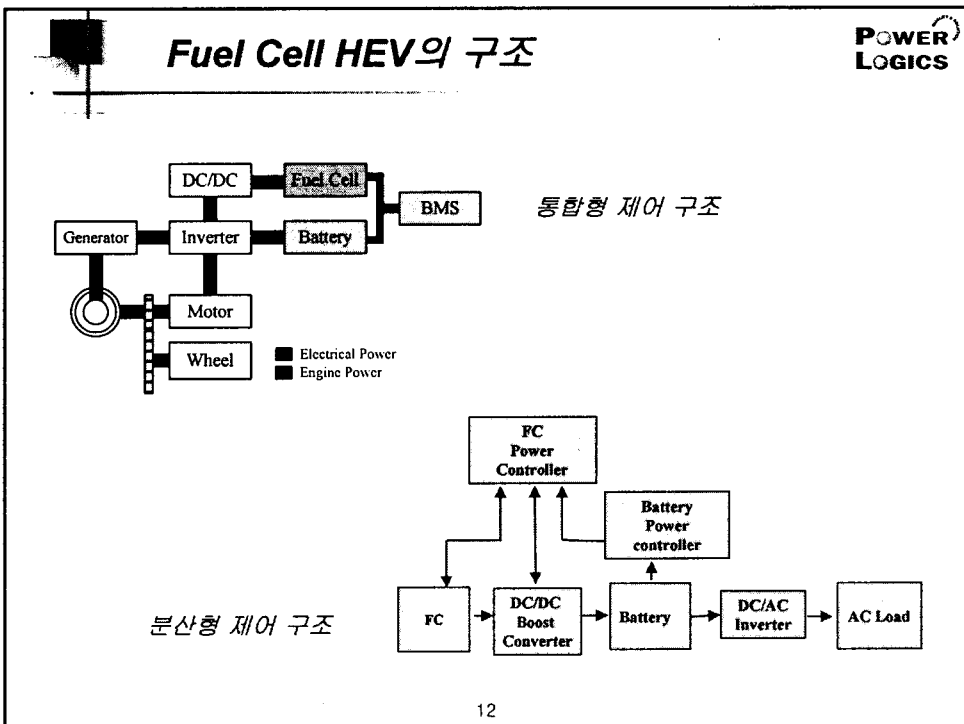 Fuel Cell HEV의 구조
POWER
LOGICS
DC/DC
Fuel Cell
BMS
통합형 제어 구조
Generator
Inverter
Battery
Motor
Wheel
Electrical Power
Engine Power
FC
Power
Controller
Battery
Power
controller
분산형 제어 구조
FC
DC/DC
Boost
Converter
Battery
DC/AC
Inverter
AC Load
12